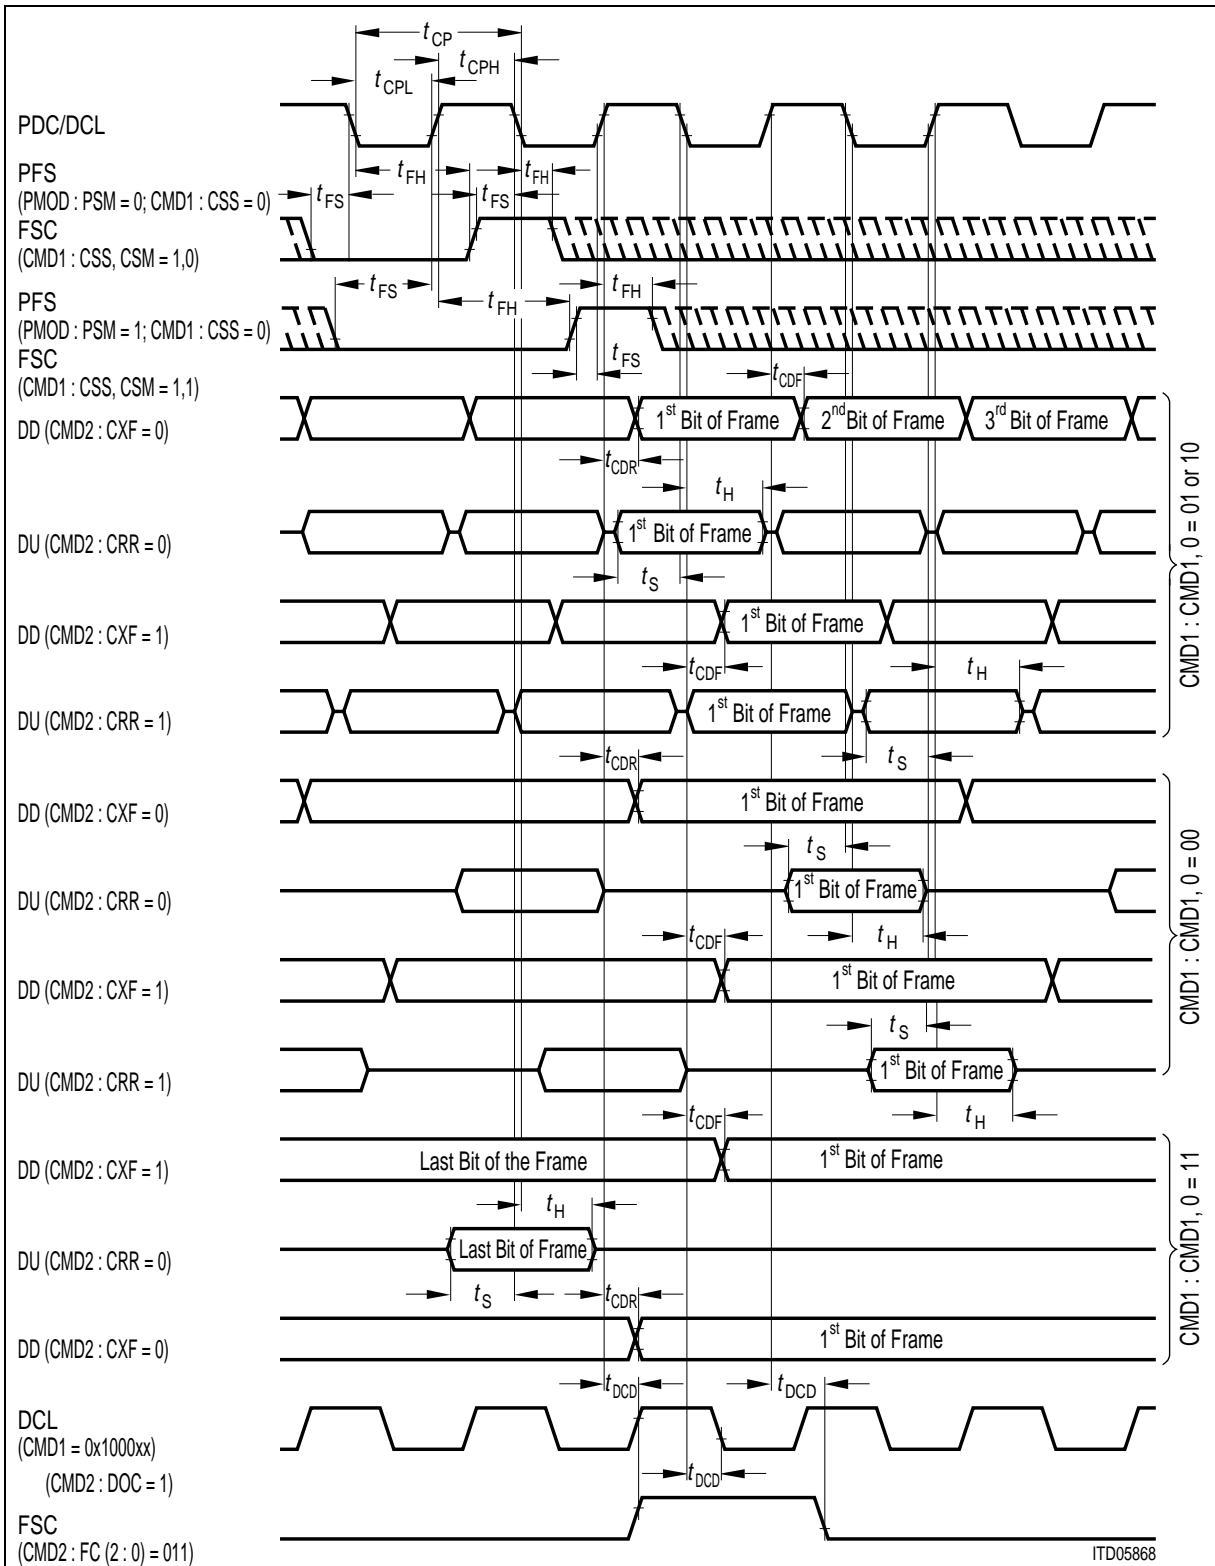 tCP
tCPH
tCPL
PDC/DCL
tFH
tFH
PFS
(PMOD : PSM = 0; CMD1 : CSS = 0)
tFS
tFS
FSC
(CMD1 : CSS, CSM = 1,0)
tFS
tFH
tFH
PFS
(PMOD : PSM = 1; CMD1 : CSS = 0)
FSC
(CMD1 : CSS, CSM = 1,1)
tFS
tCDF
DD (CMD2 : CXF = 0)
1st Bit of Frame
2nd Bit of Frame
3rd Bit of Frame
tCDR
tH
DU (CMD2 : CRR = 0)
1st Bit of Frame
tS
DD (CMD2 : CXF = 1)
1st Bit of Frame
tCDF
tH
DU (CMD2 : CRR = 1)
1st Bit of Frame
tCDR
tS
CMD1 : CMD1, 0 = 01 or 10
DD (CMD2 : CXF = 0)
1st Bit of Frame
tS
DU (CMD2 : CRR = 0)
1st Bit of Frame
tCDF
tH
DD (CMD2 : CXF = 1)
1st Bit of Frame
tS
DU (CMD2 : CRR = 1)
1st Bit of Frame
tCDF
tH
CMD1 : CMD1, 0 = 00
DD (CMD2 : CXF = 1)
Last Bit of the Frame
1st Bit of Frame
tH
DU (CMD2 : CRR = 0)
Last Bit of Frame
tS
tCDR
DD (CMD2 : CXF = 0)
1st Bit of Frame
CMD1 : CMD1, 0 = 11
tDCD
tDCD
DCL
(CMD1 = 0x1000xx)
(CMD2 : DOC = 1)
tDCD
FSC
(CMD2 : FC (2 : 0) = 011)
ITD05868